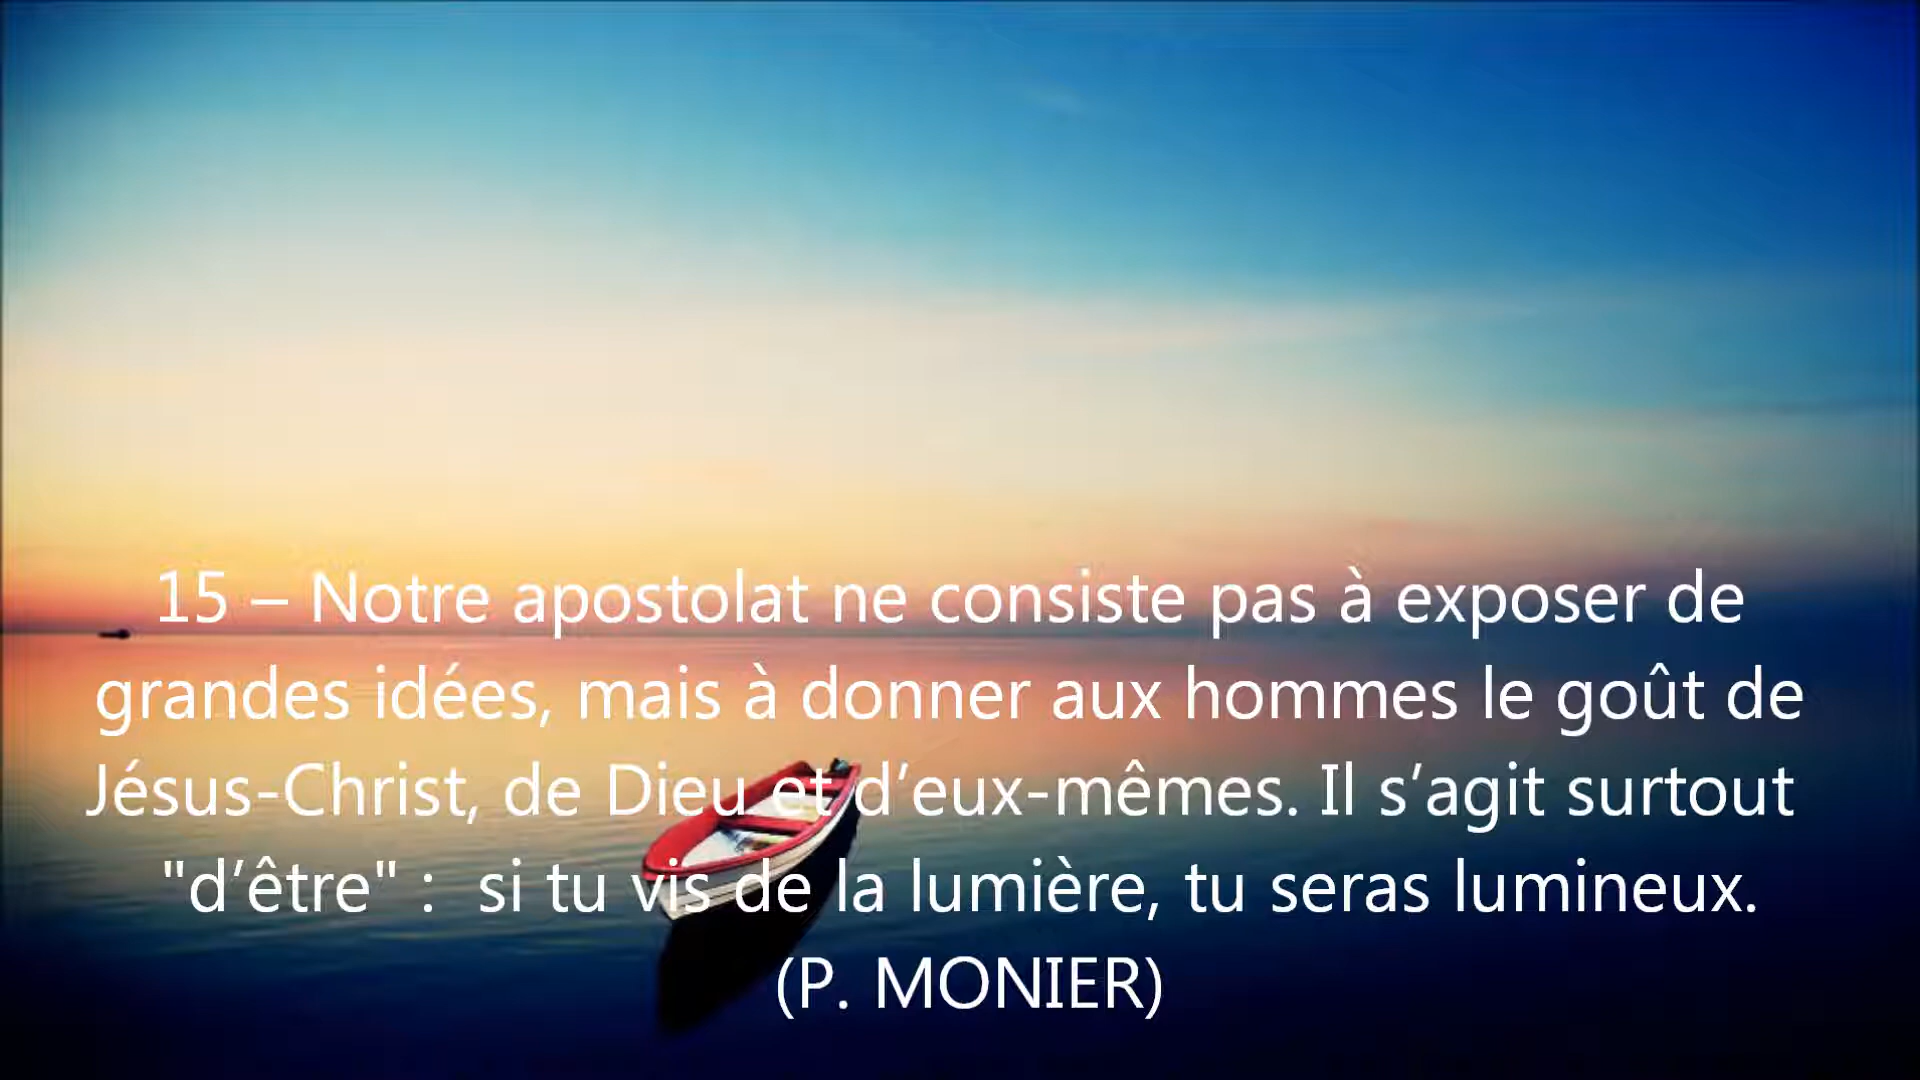 15 – Notre apostolat ne consiste pas à exposer de
grandes idées, mais à donner aux hommes le goût de
Jésus-Christ, de Dieu et d’eux-mêmes. Il s’agit surtout
"d’être" :  si tu vis de la lumière, tu seras lumineux.
(P. MONIER)